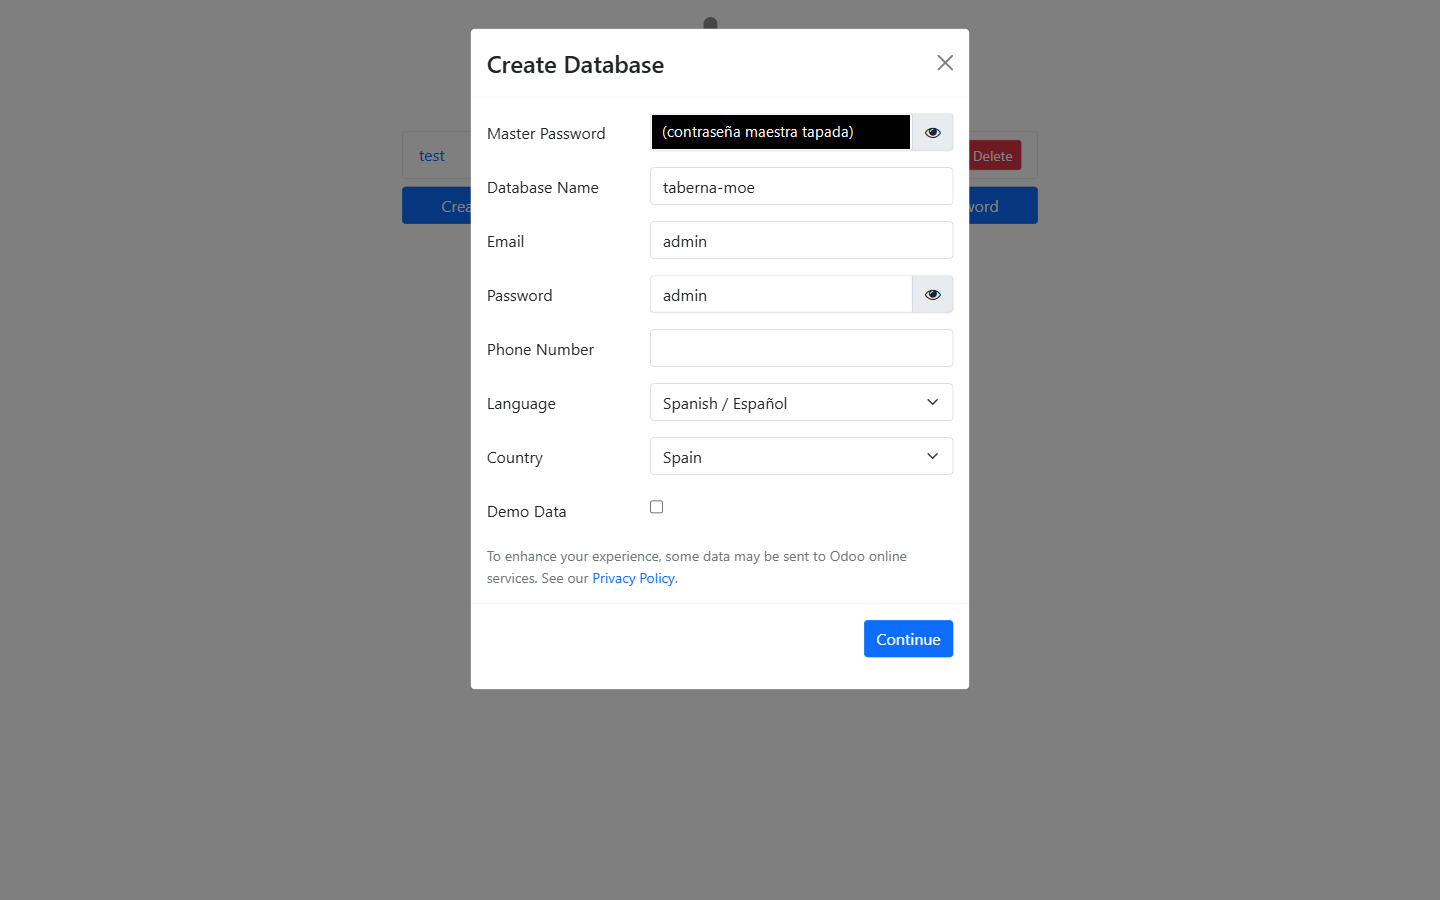 Create Database
Master Password (contraseña maestra tapada)
test
Delete
Database Name taberna-moe
Crea
word
Email admin
Password admin
Phone Number
Language Spanish / Español
Country Spain
Demo Data
To enhance your experience, some data may be sent to Odoo online
services. See our Privacy Policy.
Continue